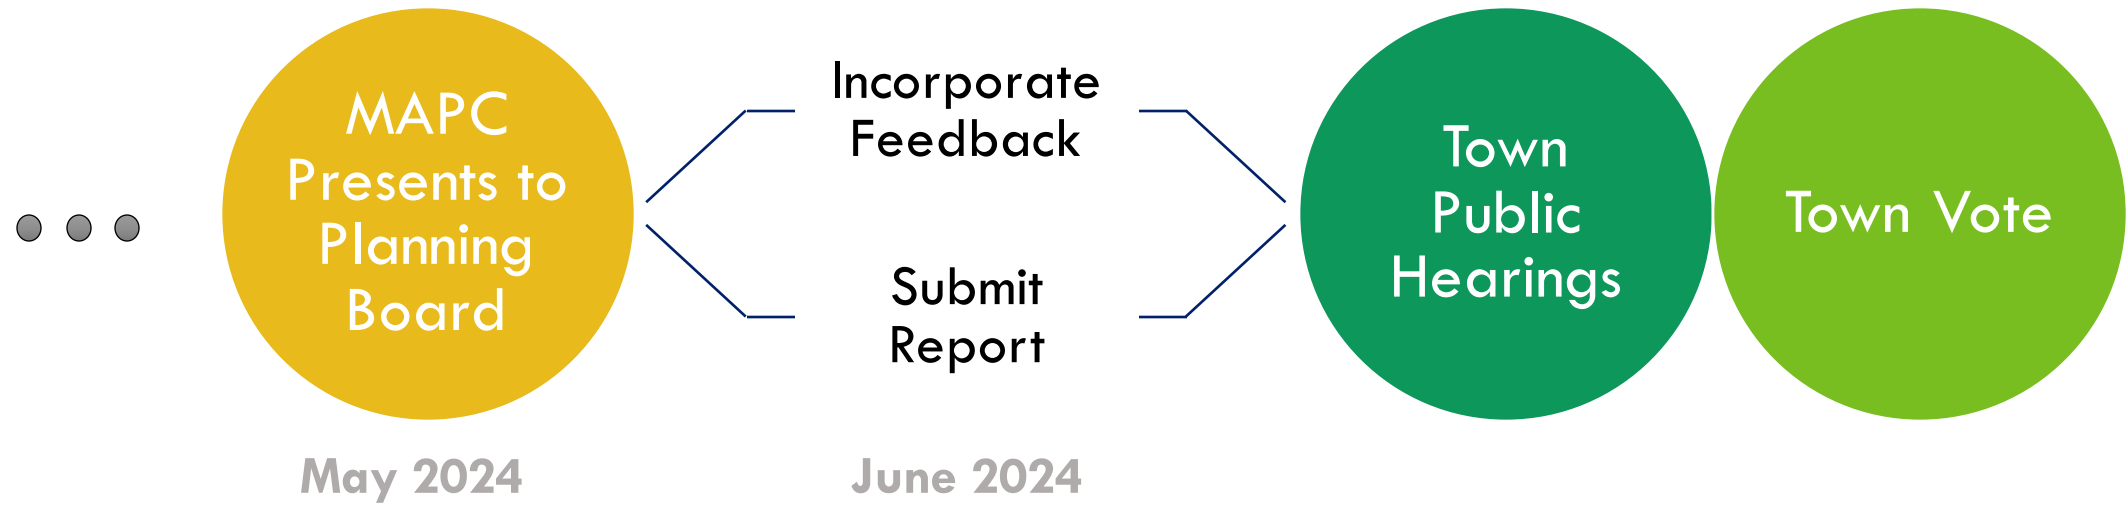 MAPC
Presents to
Planning
Board
Incorporate
Feedback
Submit
Report
Town
Public
Hearings
Town Vote
May 2024
June 2024